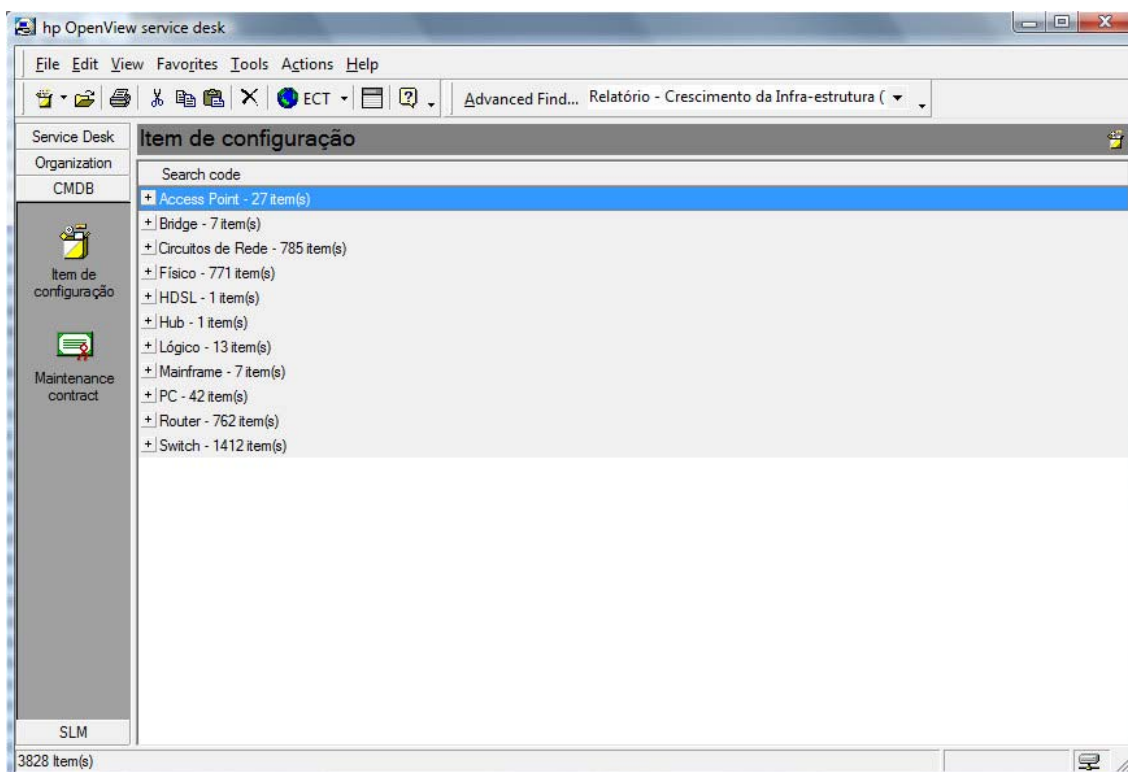 hp OpenView service desk
File Edit View Favorites Tools Actions Help
ECT Advanced Find... Relatório - Crescimento da Infra-estrutura (
Service Desk
Organization
CMDB
Item de configuração
Maintenance contract
SLM
Item de configuração
Search code
Access Point - 27 item(s)
Bridge - 7 item(s)
Circuitos de Rede - 785 item(s)
Físico - 771 item(s)
HDSL - 1 item(s)
Hub - 1 item(s)
Lógico - 13 item(s)
Mainframe - 7 item(s)
PC - 42 item(s)
Router - 762 item(s)
Switch - 1412 item(s)
3828 Item(s)